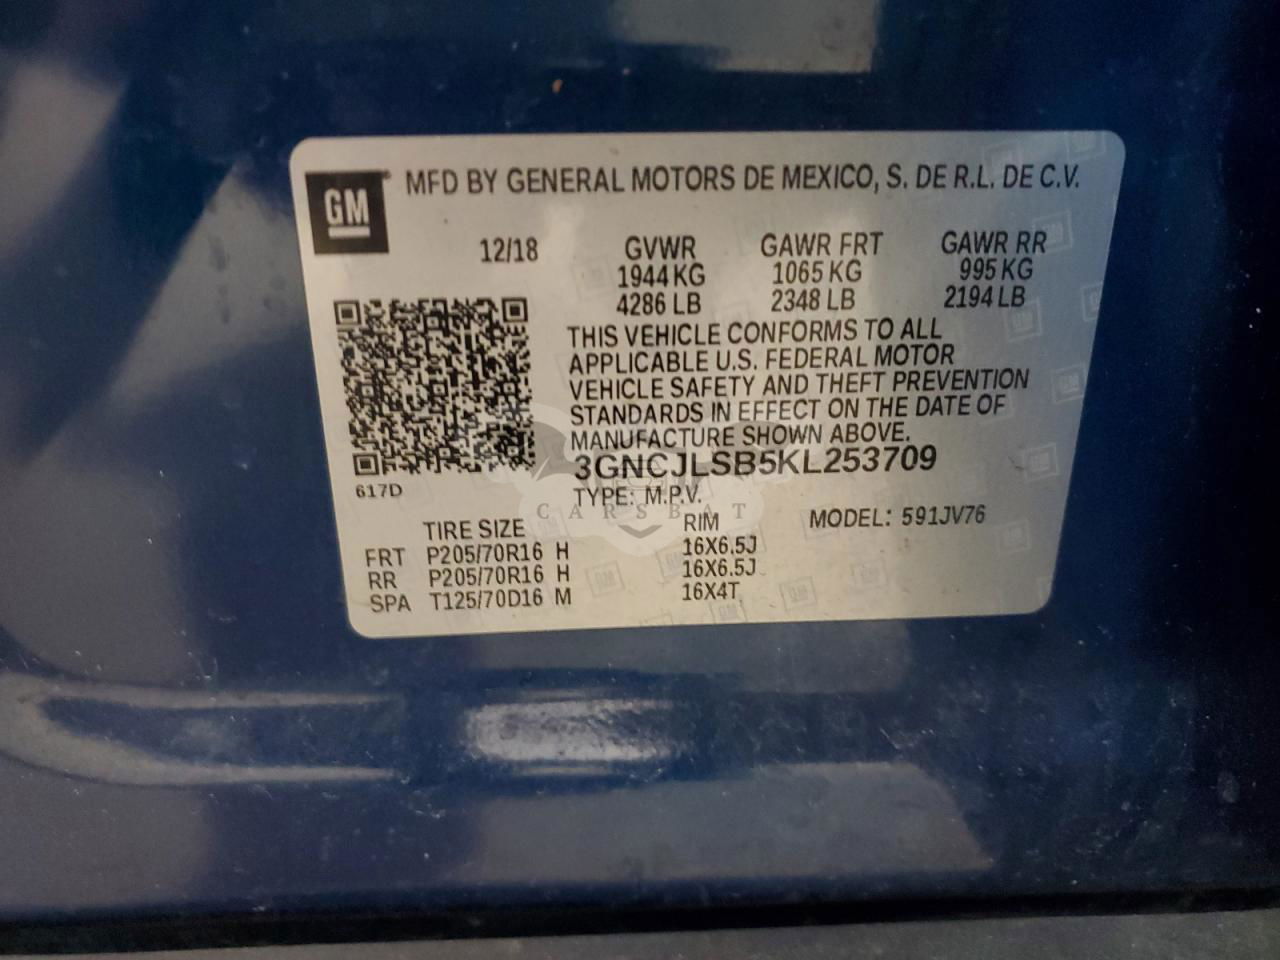 GM® MFD BY GENERAL MOTORS DE MEXICO, S. DE R.L. DE C.V.
12/18 GVWR GAWR FRT GAWR RR
1944 KG 1065 KG 995 KG
4286 LB 2348 LB 2194 LB
THIS VEHICLE CONFORMS TO ALL
APPLICABLE U.S. FEDERAL MOTOR
VEHICLE SAFETY AND THEFT PREVENTION
STANDARDS IN EFFECT ON THE DATE OF
MANUFACTURE SHOWN ABOVE.
3GNCJLSB5KL253709
617D
TYPE: M.P.V.
CARSBAT
TIRE SIZE RIM MODEL: 591JV76
FRT P205/70R16 H 16X6.5J
RR P205/70R16 H 16X6.5J
SPA T125/70D16 M 16X4T